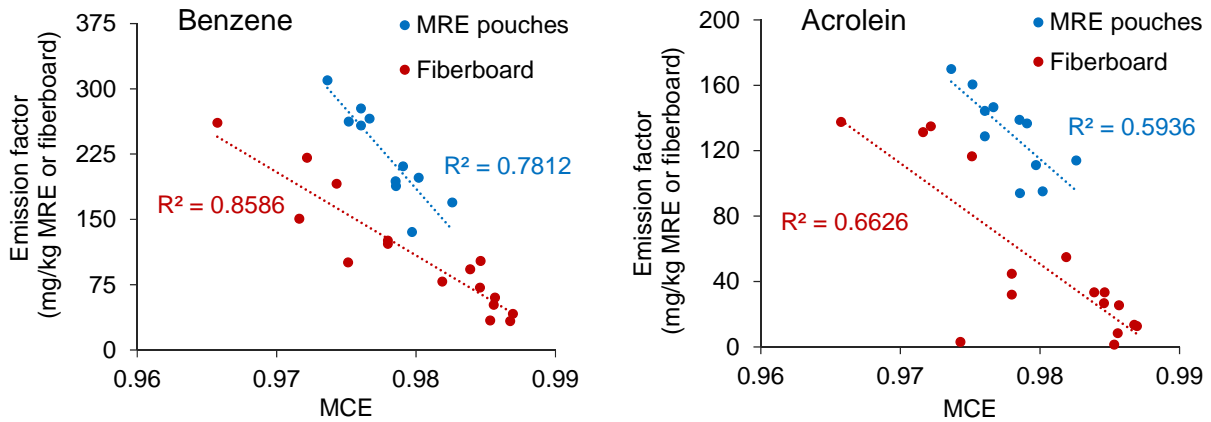 Benzene
MRE pouches
Fiberboard
375
300
225
150
75
0
R² = 0.7812
R² = 0.8586
Emission factor
(mg/kg MRE or fiberboard)
0.96
0.97
0.98
0.99
MCE
Acrolein
MRE pouches
Fiberboard
200
160
120
80
40
0
R² = 0.5936
R² = 0.6626
Emission factor
(mg/kg MRE or fiberboard)
0.96
0.97
0.98
0.99
MCE